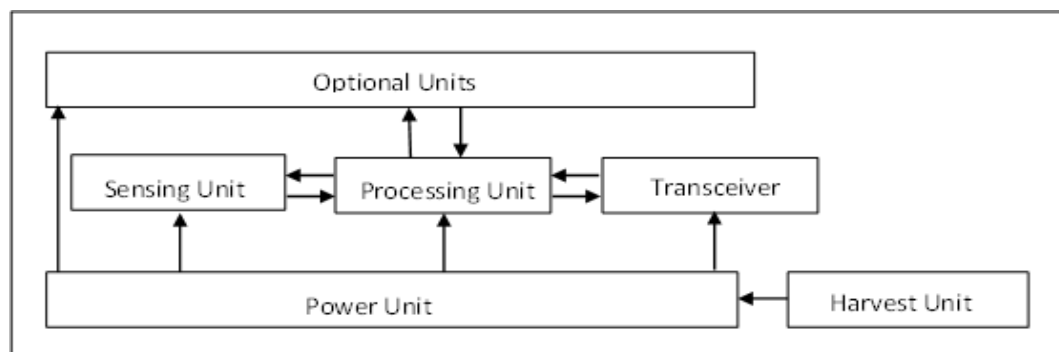 Optional Units
Sensing Unit
Processing Unit
Transceiver
Power Unit
Harvest Unit